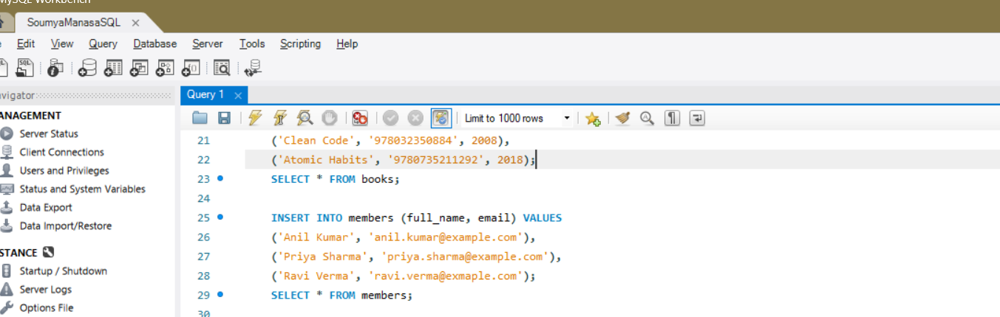 MySQL Workbench
SoumyaManasaSQL
Edit View Query Database Server Tools Scripting Help
SQL
avigator
Query 1
ANAGEMENT
Server Status
Client Connections
Users and Privileges
Status and System Variables
Data Export
Data Import/Restore
STANCE
Startup / Shutdown
Server Logs
Options File
Limit to 1000 rows
21 ('Clean Code', '978032350884', 2008),
22 ('Atomic Habits', '9780735211292', 2018);
23 SELECT * FROM books;
24
25 INSERT INTO members (full_name, email) VALUES
26 ('Anil Kumar', 'anil.kumar@example.com'),
27 ('Priya Sharma', 'priya.sharma@example.com'),
28 ('Ravi Verma', 'ravi.verma@exmaple.com');
29 SELECT * FROM members;
30